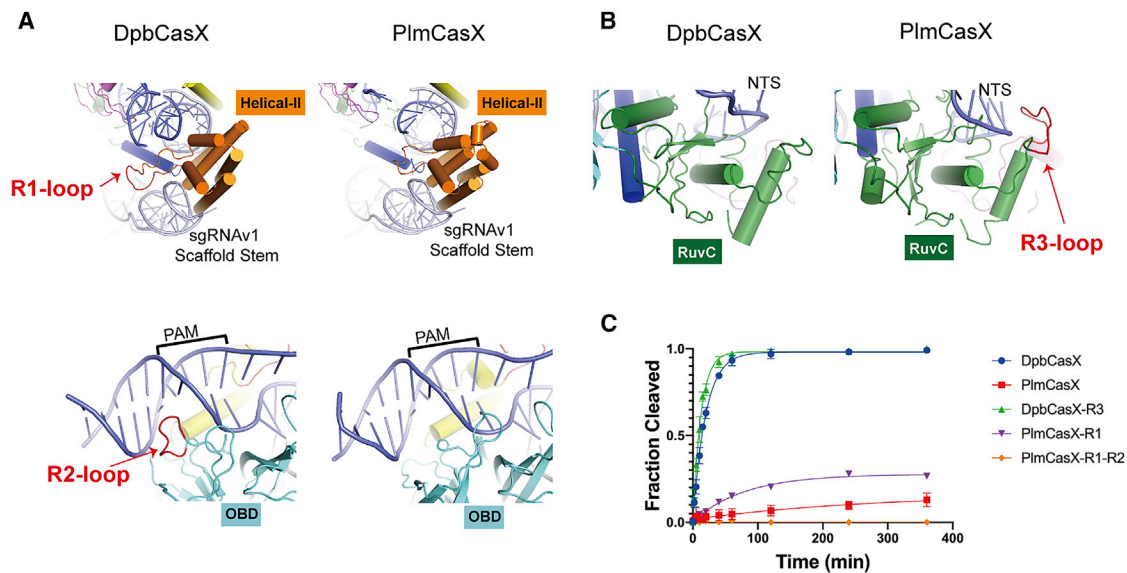 A
DpbCasX
PlmCasX
Helical-II
Helical-II
R1-loop
sgRNAv1
Scaffold Stem
sgRNAv1
Scaffold Stem
PAM
PAM
R2-loop
OBD
OBD
B
DpbCasX
PlmCasX
NTS
NTS
RuvC
RuvC
R3-loop
C
Fraction Cleaved
1.0
0.5
0.0
0
100
200
300
400
Time (min)
DpbCasX
PlmCasX
DpbCasX-R3
PlmCasX-R1
PlmCasX-R1-R2